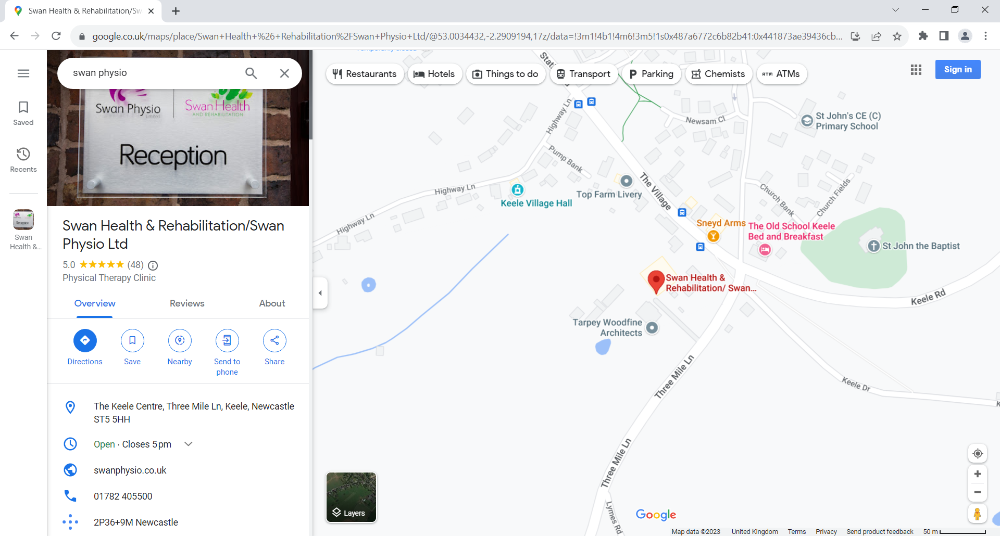 Swan Health & Rehabilitation/Sw
google.co.uk/maps/place/Swan+Health+%26+Rehabilitation%2FSwan+Physio+Ltd/@53.0034432,-2.2909194,17z/data=!3m1!4b1!4m6!3m5!1s0x487a6772c6b82b41:0x441873ae39436cb...
swan physio
Saved
Recents
Swan
Health &...
Swan Physio
Limited
Swan Health
AND REHABILITATION
Reception
Swan Health & Rehabilitation/Swan
Physio Ltd
5.0 (48)
Physical Therapy Clinic
Overview
Reviews
About
Directions
Save
Nearby
Send to
phone
Share
The Keele Centre, Three Mile Ln, Keele, Newcastle
ST5 5HH
Open · Closes 5 pm
swanphysio.co.uk
01782 405500
2P36+9M Newcastle
Restaurants
Hotels
Things to do
Transport
P Parking
Chemists
ATM ATMs
Sign in
Highway Ln
Newsam Cl
St John's CE (C)
Primary School
Pump Bank
The Village
Top Farm Livery
Highway Ln
Keele Village Hall
Church Bank
Church Fields
Highway Ln
Sneyd Arms
The Old School Keele
Bed and Breakfast
St John the Baptist
Swan Health &
Rehabilitation/ Swan...
Keele Rd
Tarpey Woodfine
Architects
Three Mile Ln
Keele Dr
Three Mile Ln
Lymes Rd
Layers
Google
Map data ©2023
United Kingdom
Terms
Privacy
Send product feedback
50 m